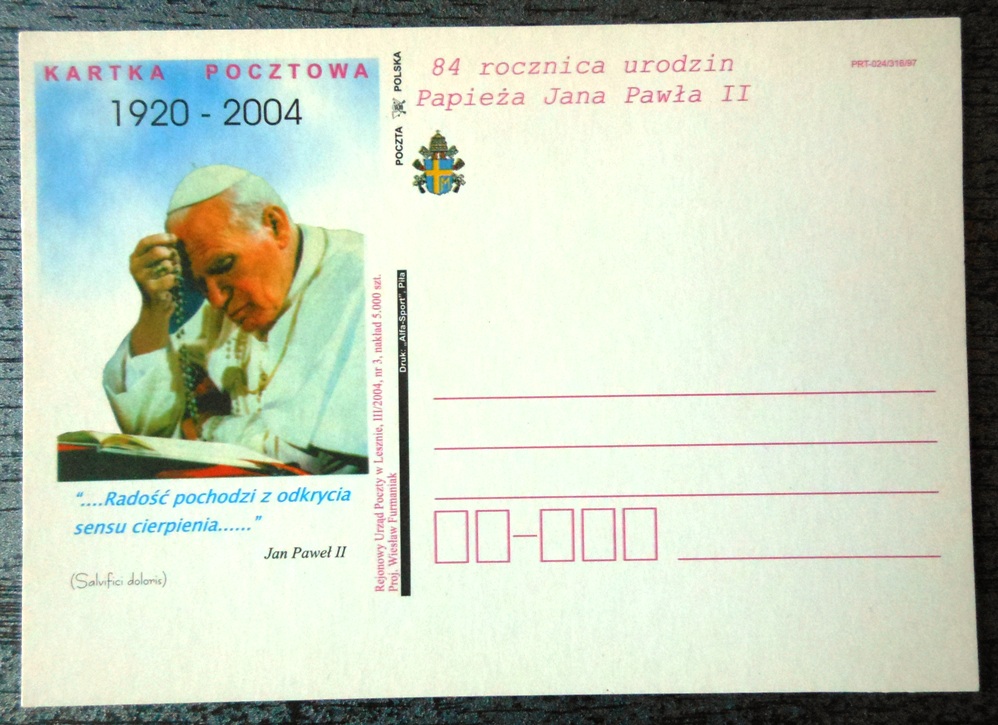 KARTKA POCZTOWA
1920 - 2004
"....Radość pochodzi z odkrycia
sensu cierpienia......"
Jan Paweł II
(Salvifici doloris)
Rejonowy Urząd Poczty w Lesznie, III/2004, nr 3, nakład 5.000 szt.
Proj. Wiesław Furmaniak
POCZTA POLSKA
Druk: „Alfa-Sport", Piła
84 rocznica urodzin
Papieża Jana Pawła II
PRT-024/316/97